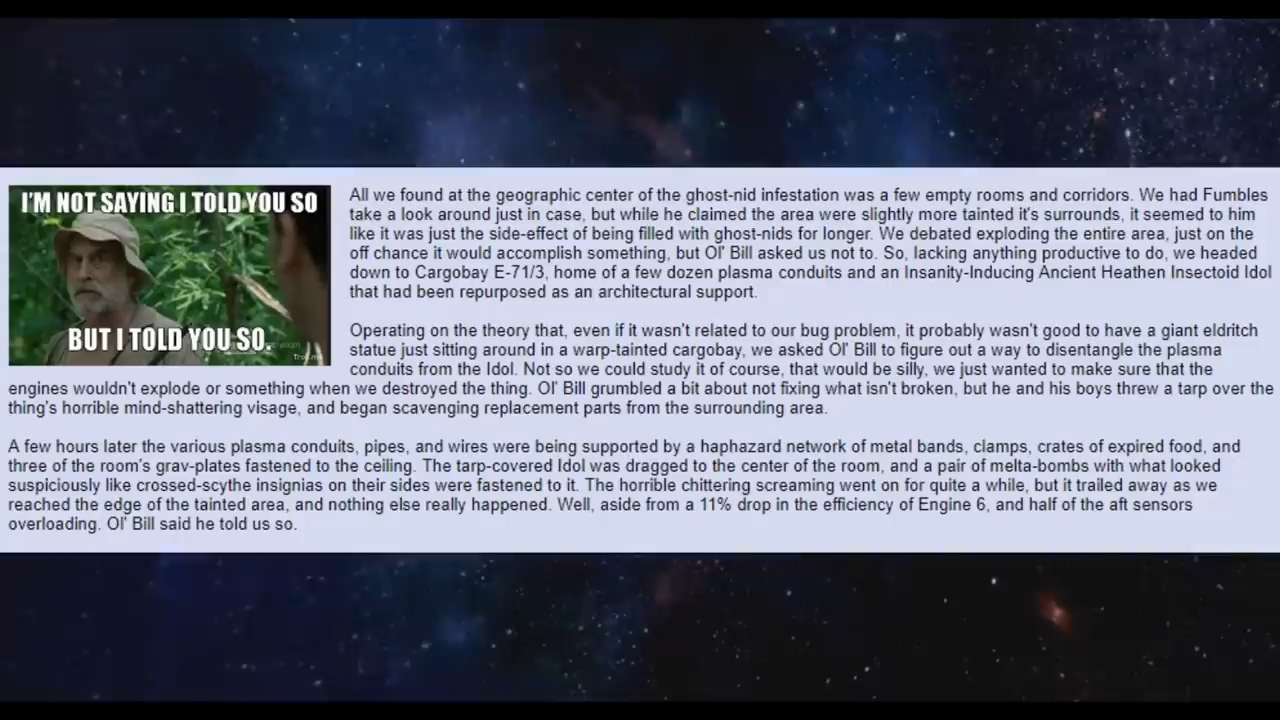 I'M NOT SAYING I TOLD YOU SO
BUT I TOLD YOU SO.
All we found at the geographic center of the ghost-nid infestation was a few empty rooms and corridors. We had Fumbles
take a look around just in case, but while he claimed the area were slightly more tainted it's surrounds, it seemed to him
like it was just the side-effect of being filled with ghost-nids for longer. We debated exploding the entire area, just on the
off chance it would accomplish something, but Ol' Bill asked us not to. So, lacking anything productive to do, we headed
down to Cargobay E-71/3, home of a few dozen plasma conduits and an Insanity-Inducing Ancient Heathen Insectoid Idol
that had been repurposed as an architectural support.
Operating on the theory that, even if it wasn't related to our bug problem, it probably wasn't good to have a giant eldritch
statue just sitting around in a warp-tainted cargobay, we asked Ol' Bill to figure out a way to disentangle the plasma
conduits from the Idol. Not so we could study it of course, that would be silly, we just wanted to make sure that the
engines wouldn't explode or something when we destroyed the thing. Ol' Bill grumbled a bit about not fixing what isn't broken, but he and his boys threw a tarp over the
thing's horrible mind-shattering visage, and began scavenging replacement parts from the surrounding area.
A few hours later the various plasma conduits, pipes, and wires were being supported by a haphazard network of metal bands, clamps, crates of expired food, and
three of the room's grav-plates fastened to the ceiling. The tarp-covered Idol was dragged to the center of the room, and a pair of melta-bombs with what looked
suspiciously like crossed-scythe insignias on their sides were fastened to it. The horrible chittering screaming went on for quite a while, but it trailed away as we
reached the edge of the tainted area, and nothing else really happened. Well, aside from a 11% drop in the efficiency of Engine 6, and half of the aft sensors
overloading. Ol' Bill said he told us so.